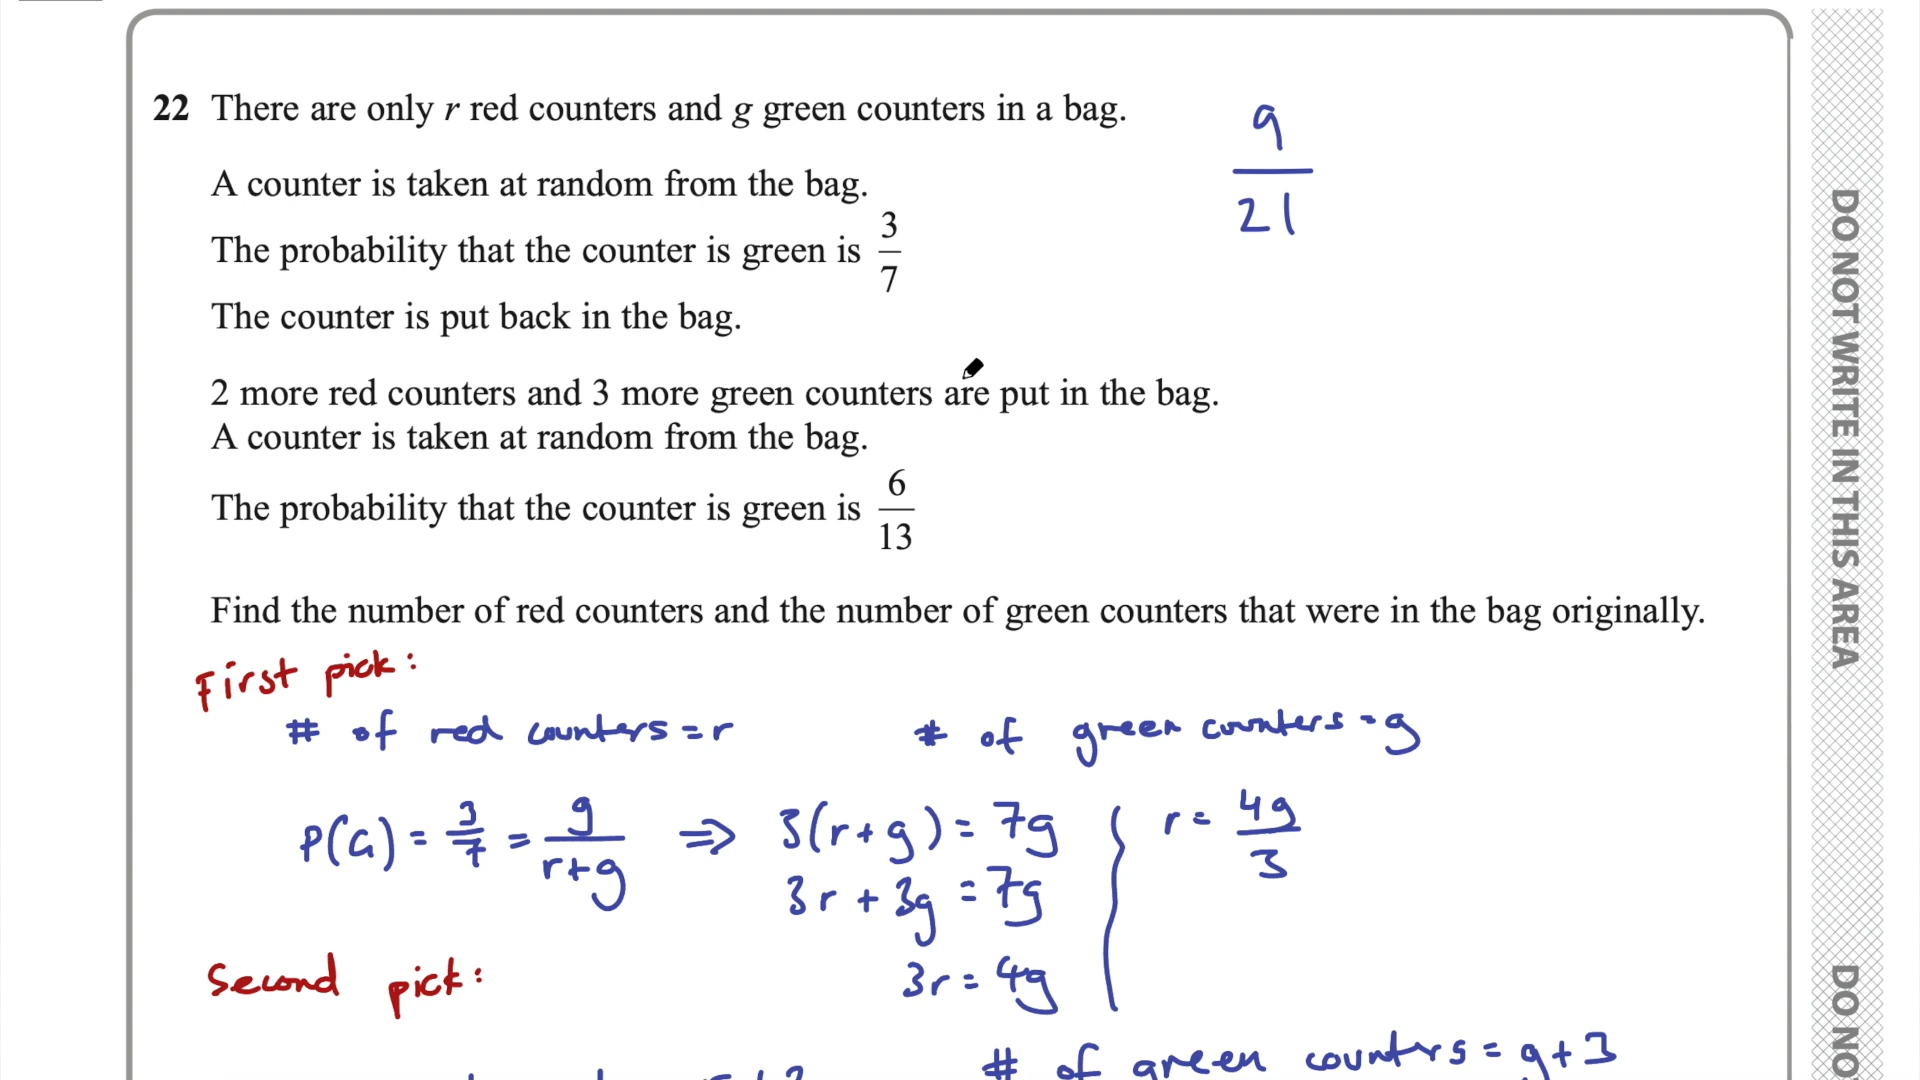 22 There are only r red counters and g green counters in a bag.
9
21
A counter is taken at random from the bag.
The probability that the counter is green is 3/7
The counter is put back in the bag.
2 more red counters and 3 more green counters are put in the bag.
A counter is taken at random from the bag.
The probability that the counter is green is 6/13
Find the number of red counters and the number of green counters that were in the bag originally.
First pick:
# of red counters = r
# of green counters = g
P(G) = 3/7 = g/(r+g) ⇒ 3(r+g) = 7g
3r + 3g = 7g
3r = 4g
r = 4g/3
Second pick:
# of green counters = g+3
DO NOT WRITE IN THIS AREA
DO NO